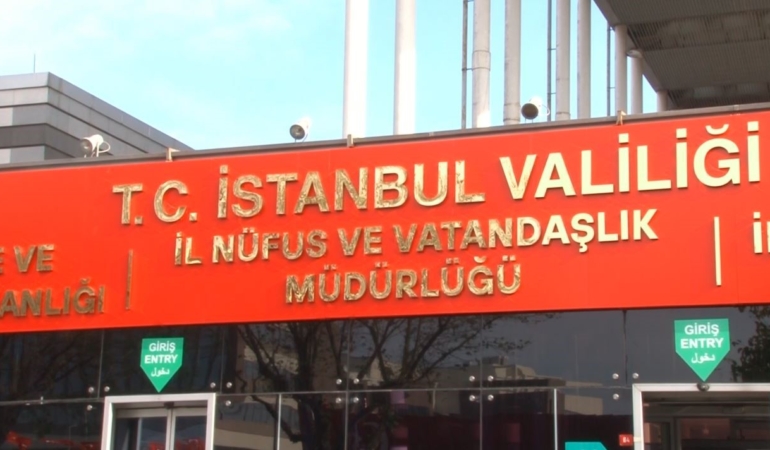 T.C. İSTANBUL VALİLİĞİ
İL NÜFUS VE VATANDAŞLIK
MÜDÜRLÜĞÜ
VE
ANLIĞI
GİRİŞ
ENTRY
دخول
GİRİŞ
ENTRY
دخول